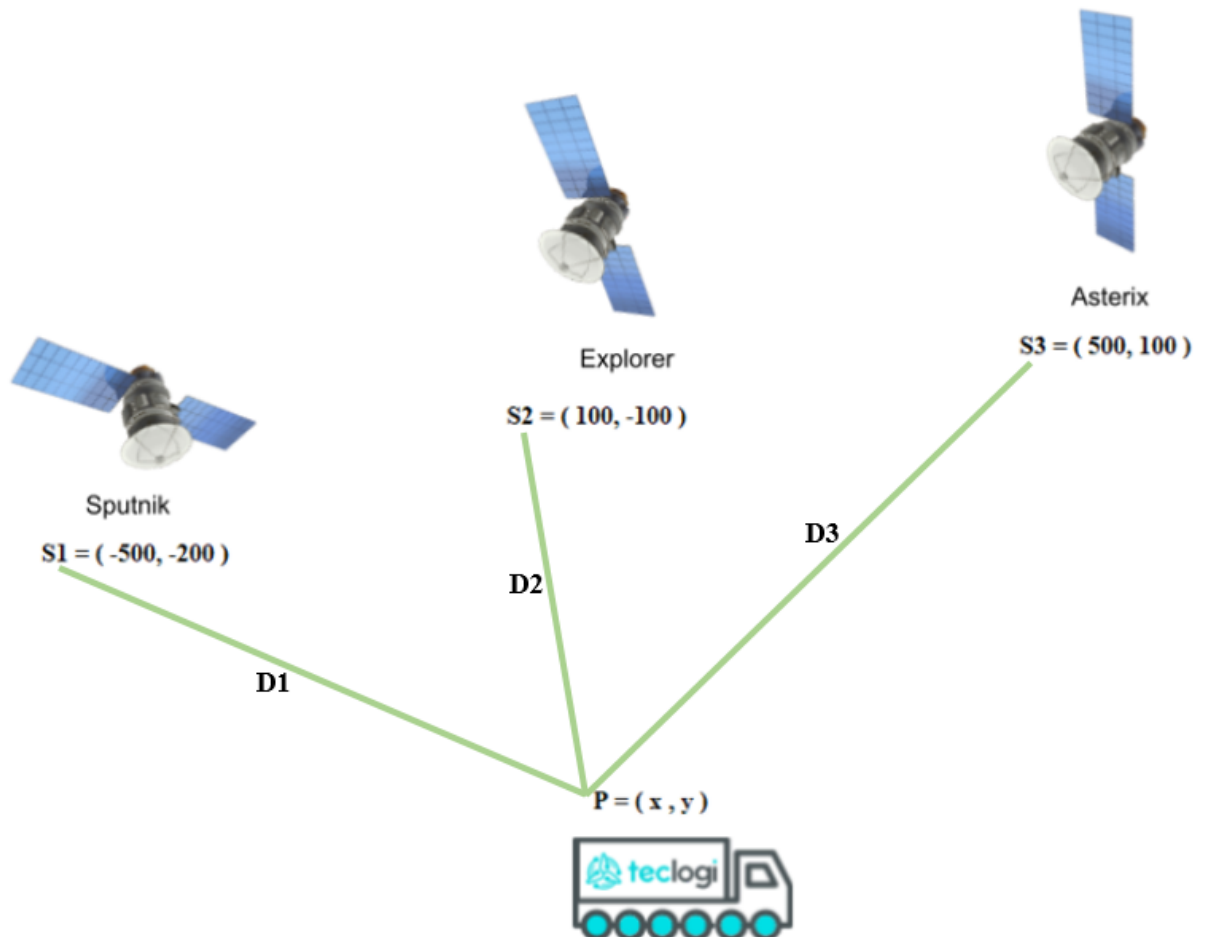 Asterix
S3 = ( 500, 100 )
Explorer
S2 = ( 100, -100 )
Sputnik
S1 = ( -500, -200 )
D3
D2
D1
P = ( x , y )
teclogi